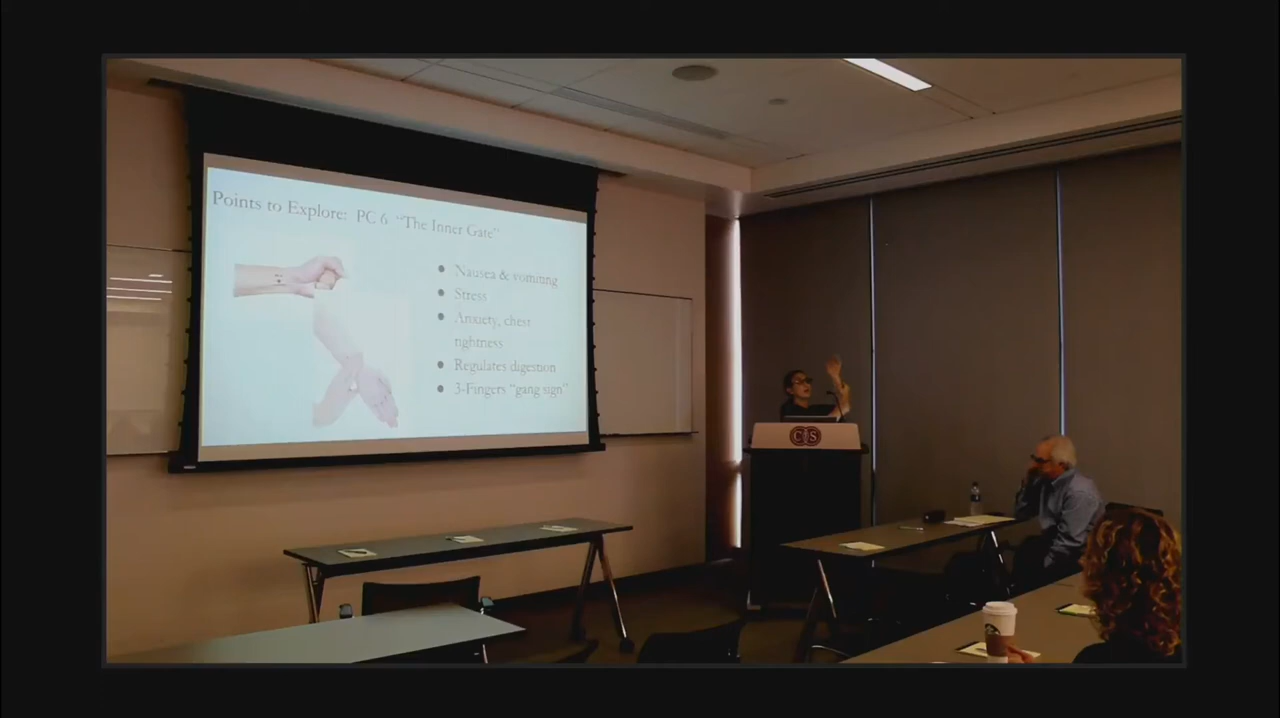 Points to Explore: PC 6 "The Inner Gate"
Nausea & vomiting
Stress
Anxiety, chest
tightness
Regulates digestion
3-Fingers "gang sign"